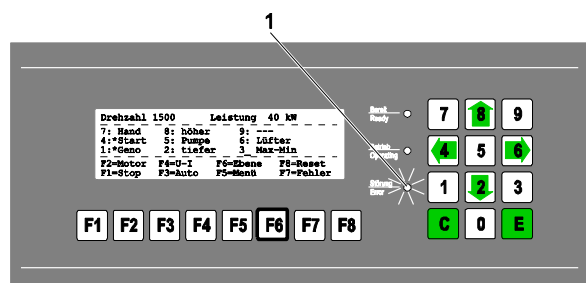 1
Drehzahl 1500 Leistung 40 kW
7: Hand 8: höher 9: ---
4:*Start 5: Pumpe 6: Lüfter
1:*Geno 2: tiefer 3_ Max-Min
F2=Motor F4=U-I F6=Ebene F8=Reset
F1=Stop F3=Auto F5=Menü F7=Fehler
Bereit
Ready
Betrieb
Operating
Störung
Error
7 8 9
4 5 6
1 2 3
C 0 E
F1 F2 F3 F4 F5 F6 F7 F8